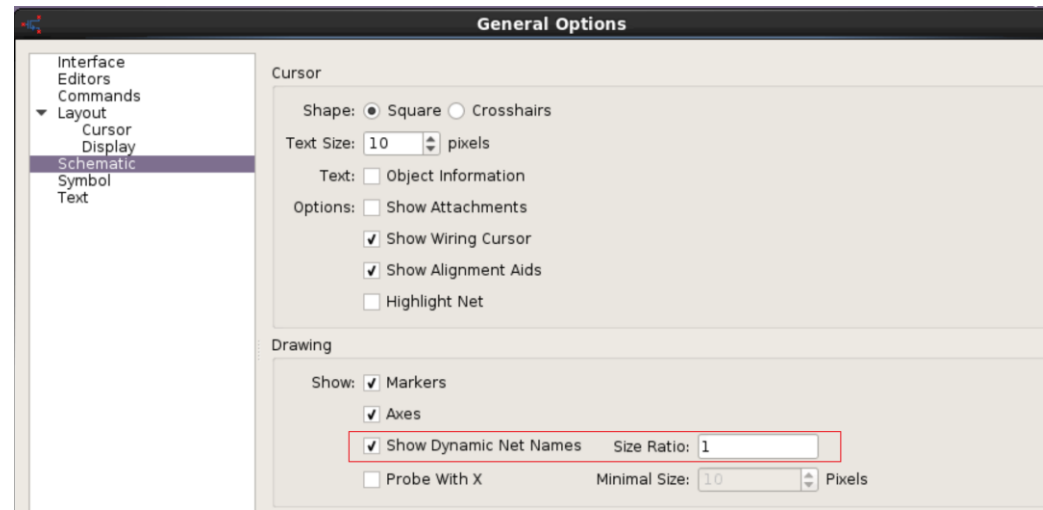 General Options
Interface
Editors
Commands
Layout
Cursor
Display
Schematic
Symbol
Text
Cursor
Shape: Square Crosshairs
Text Size: 10 pixels
Text: Object Information
Options: Show Attachments
Show Wiring Cursor
Show Alignment Aids
Highlight Net
Drawing
Show: Markers
Axes
Show Dynamic Net Names Size Ratio: 1
Probe With X Minimal Size: 10 Pixels